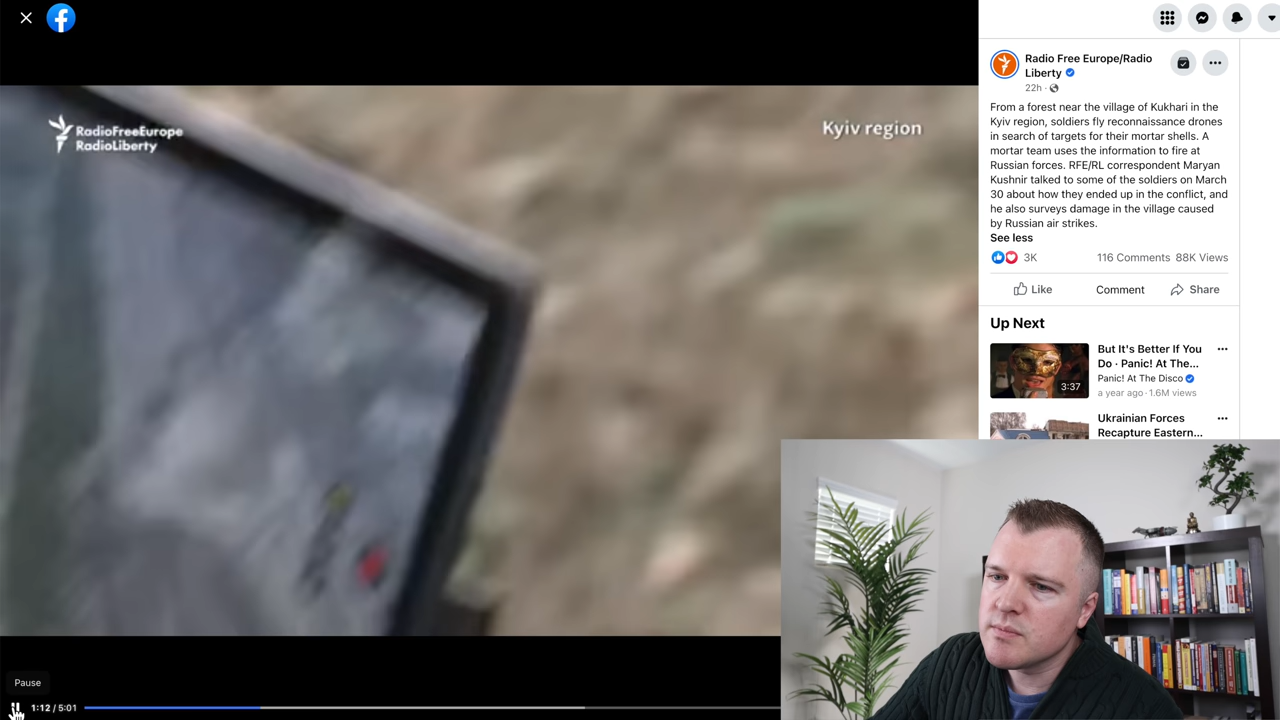 RadioFreeEurope
RadioLiberty
Kyiv region
Radio Free Europe/Radio
Liberty
22h ·
From a forest near the village of Kukhari in the
Kyiv region, soldiers fly reconnaissance drones
in search of targets for their mortar shells. A
mortar team uses the information to fire at
Russian forces. RFE/RL correspondent Maryan
Kushnir talked to some of the soldiers on March
30 about how they ended up in the conflict, and
he also surveys damage in the village caused
by Russian air strikes.
See less
3K
116 Comments 88K Views
Like
Comment
Share
Up Next
But It's Better If You
Do · Panic! At The...
Panic! At The Disco
a year ago · 1.6M views
3:37
Ukrainian Forces
Recapture Eastern...
Pause
1:12 / 5:01